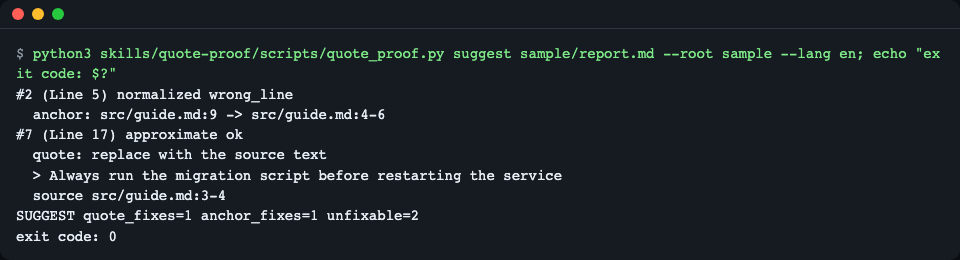 $ python3 skills/quote-proof/scripts/quote_proof.py suggest sample/report.md --root sample --lang en; echo "ex
it code: $?"
#2 (Line 5) normalized wrong_line
  anchor: src/guide.md:9 -> src/guide.md:4-6
#7 (Line 17) approximate ok
  quote: replace with the source text
  > Always run the migration script before restarting the service
  source src/guide.md:3-4
SUGGEST quote_fixes=1 anchor_fixes=1 unfixable=2
exit code: 0